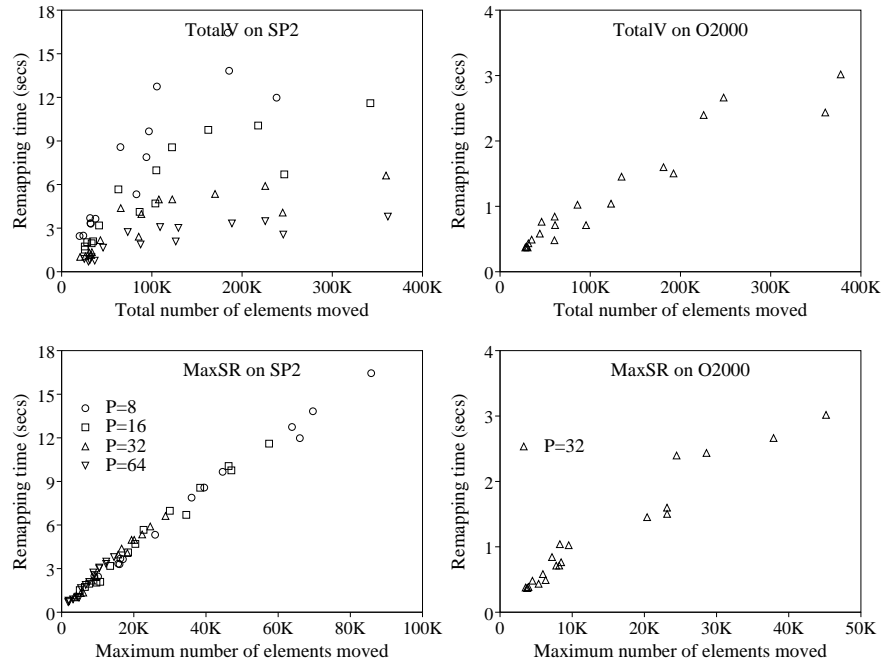 TotalV on SP2
Remapping time (secs)
18
15
12
9
6
3
0
0
100K
200K
300K
400K
Total number of elements moved
TotalV on O2000
Remapping time (secs)
4
3
2
1
0
0
100K
200K
300K
400K
Total number of elements moved
MaxSR on SP2
Remapping time (secs)
18
15
12
9
6
3
0
P=8
P=16
P=32
P=64
0
20K
40K
60K
80K
100K
Maximum number of elements moved
MaxSR on O2000
Remapping time (secs)
4
3
2
1
0
P=32
0
10K
20K
30K
40K
50K
Maximum number of elements moved